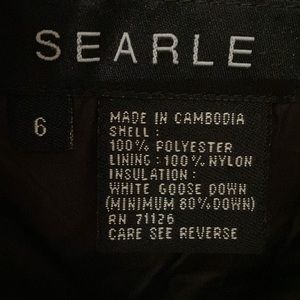 SEARLE
6
MADE IN CAMBODIA
SHELL :
100% POLYESTER
LINING : 100% NYLON
INSULATION :
WHITE GOOSE DOWN
(MINIMUM 80% DOWN)
RN 71126
CARE SEE REVERSE